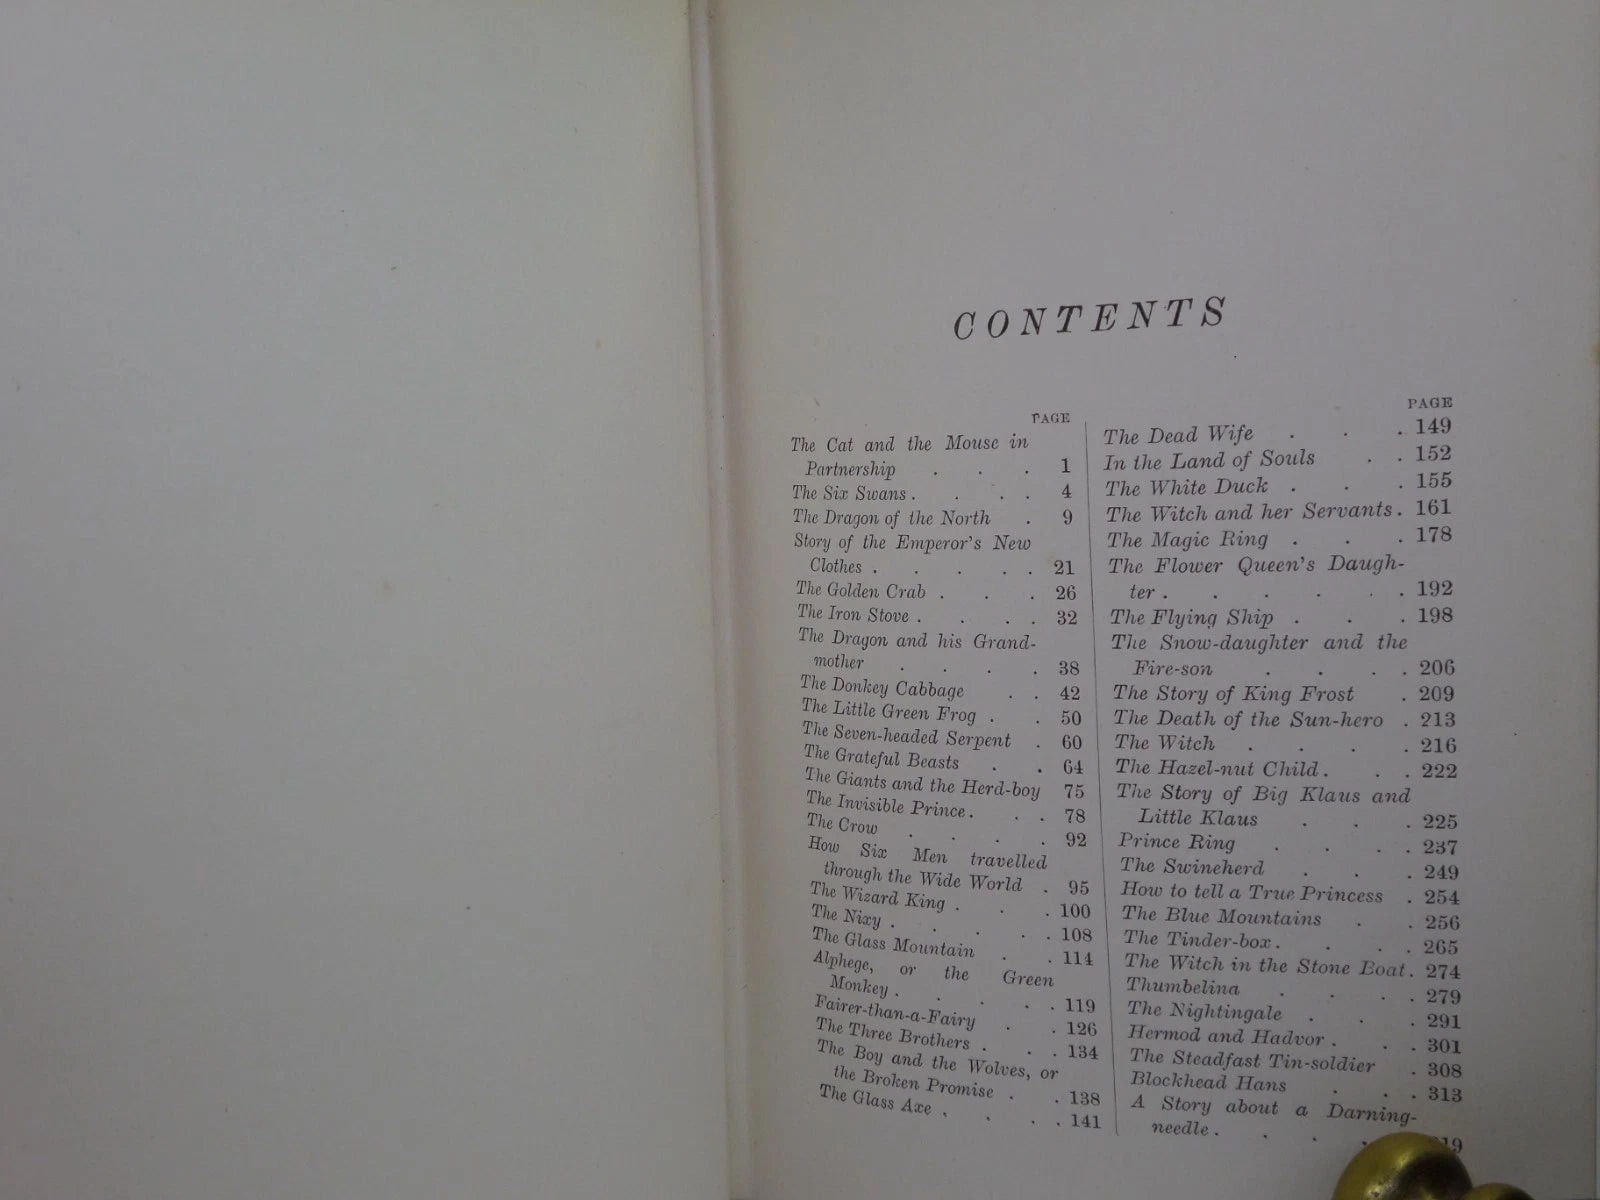 CONTENTS
PAGE
The Cat and the Mouse in
Partnership . . . 1
The Six Swans . . . . 4
The Dragon of the North . 9
Story of the Emperor's New
Clothes . . . . . 21
The Golden Crab . . . 26
The Iron Stove . . . . 32
The Dragon and his Grand-
mother . . . . 38
The Donkey Cabbage . . 42
The Little Green Frog . . 50
The Seven-headed Serpent . 60
The Grateful Beasts . . 64
The Giants and the Herd-boy 75
The Invisible Prince . . . 78
The Crow . . . . 92
How Six Men travelled
through the Wide World . 95
The Wizard King . . . 100
The Nixy . . . . . 108
The Glass Mountain . . 114
Alphege, or the Green
Monkey . . . . . 119
Fairer-than-a-Fairy . . 126
The Three Brothers . . . 134
The Boy and the Wolves, or
the Broken Promise . . 138
The Glass Axe . . . . 141
PAGE
The Dead Wife . . . 149
In the Land of Souls . . 152
The White Duck . . . 155
The Witch and her Servants . 161
The Magic Ring . . . 178
The Flower Queen's Daugh-
ter . . . . . . 192
The Flying Ship . . . 198
The Snow-daughter and the
Fire-son . . . . 206
The Story of King Frost . 209
The Death of the Sun-hero . 213
The Witch . . . . 216
The Hazel-nut Child . . . 222
The Story of Big Klaus and
Little Klaus . . . 225
Prince Ring . . . . 237
The Swineherd . . . 249
How to tell a True Princess . 254
The Blue Mountains . . 256
The Tinder-box . . . . 265
The Witch in the Stone Boat . 274
Thumbelina . . . . 279
The Nightingale . . . 291
Hermod and Hadvor . . . 301
The Steadfast Tin-soldier . 308
Blockhead Hans . . . 313
A Story about a Darning-
needle . . . .